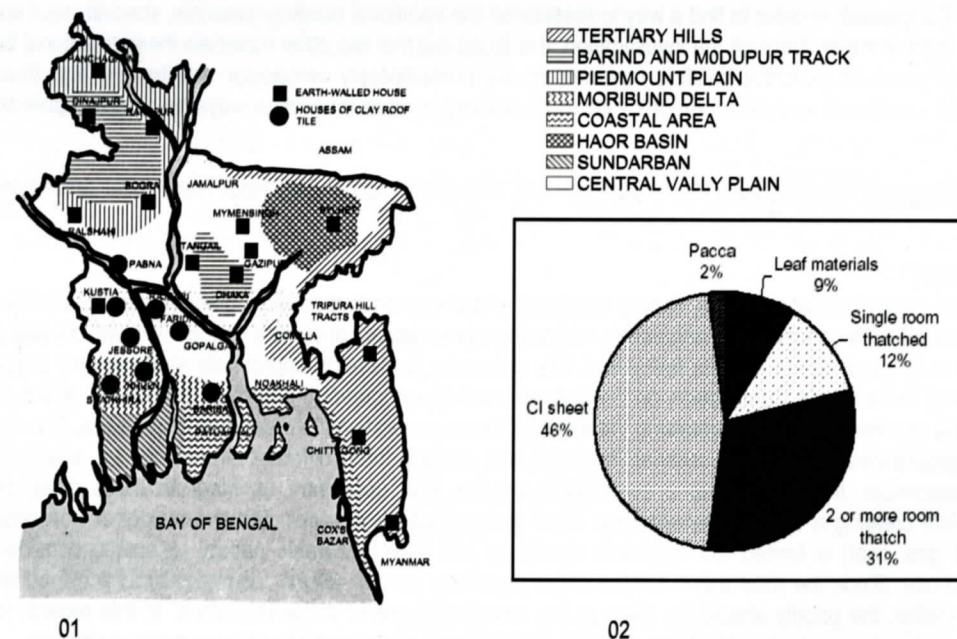 DINAJPUR
BOGRA
JAMALPUR
MYMENSINGH
TANGAIL
GAZIPUR
DHAKA
PABNA
KUSTIA
GOPALGANJ
JESSORE
NOAKHALI
CHITTAGONG
TRIPURA HILL
TRACTS
ASSAM
BAY OF BENGAL
COX'S
BAZAR
MYANMAR
EARTH-WALLED HOUSE
HOUSES OF CLAY ROOF
TILE
01
TERTIARY HILLS
BARIND AND M0DUPUR TRACK
PIEDMOUNT PLAIN
MORIBUND DELTA
COASTAL AREA
HAOR BASIN
SUNDARBAN
CENTRAL VALLY PLAIN
Pacca
2%
Leaf materials
9%
Single room
thatched
12%
CI sheet
46%
2 or more room
thatch
31%
02